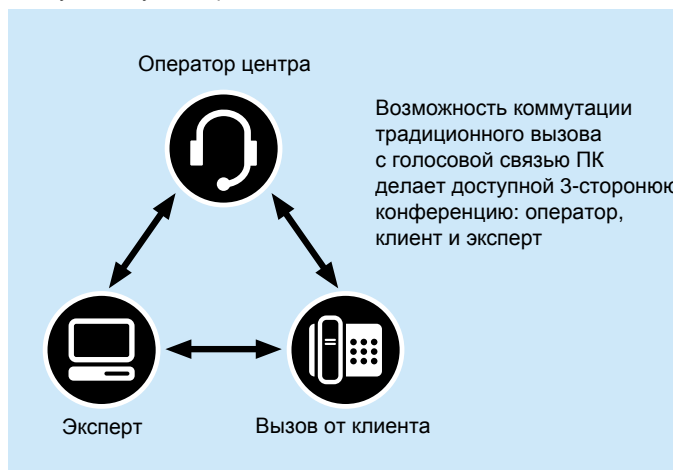 Оператор центра
Возможность коммутации
традиционного вызова
с голосовой связью ПК
делает доступной 3-сторонюю
конференцию: оператор,
клиент и эксперт
Эксперт
Вызов от клиента